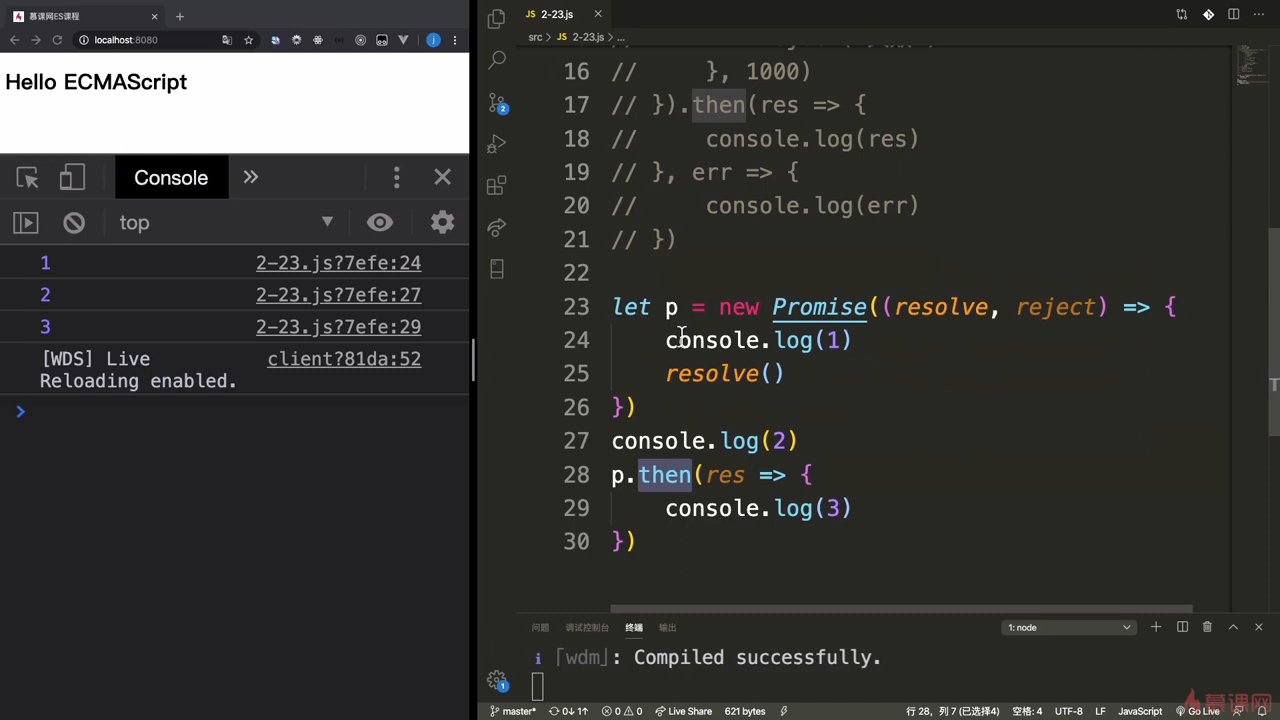 慕课网ES课程
localhost:8080
Hello ECMAScript
Console
top
1 2-23.js?7efe:24
2 2-23.js?7efe:27
3 2-23.js?7efe:29
[WDS] Live client?81da:52
Reloading enabled.
2-23.js
src > 2-23.js > ...
16 //     }, 1000)
17 // }).then(res => {
18 //     console.log(res)
19 // }, err => {
20 //     console.log(err)
21 // })
22
23 let p = new Promise((resolve, reject) => {
24     console.log(1)
25     resolve()
26 })
27 console.log(2)
28 p.then(res => {
29     console.log(3)
30 })
问题 调试控制台 终端 输出 1: node
i ｢wdm｣: Compiled successfully.
master* 0↓ 1↑ 0 0 Live Share 621 bytes 行 28, 列 7 (已选择4) 空格: 4 UTF-8 LF JavaScript Go Live
慕课网